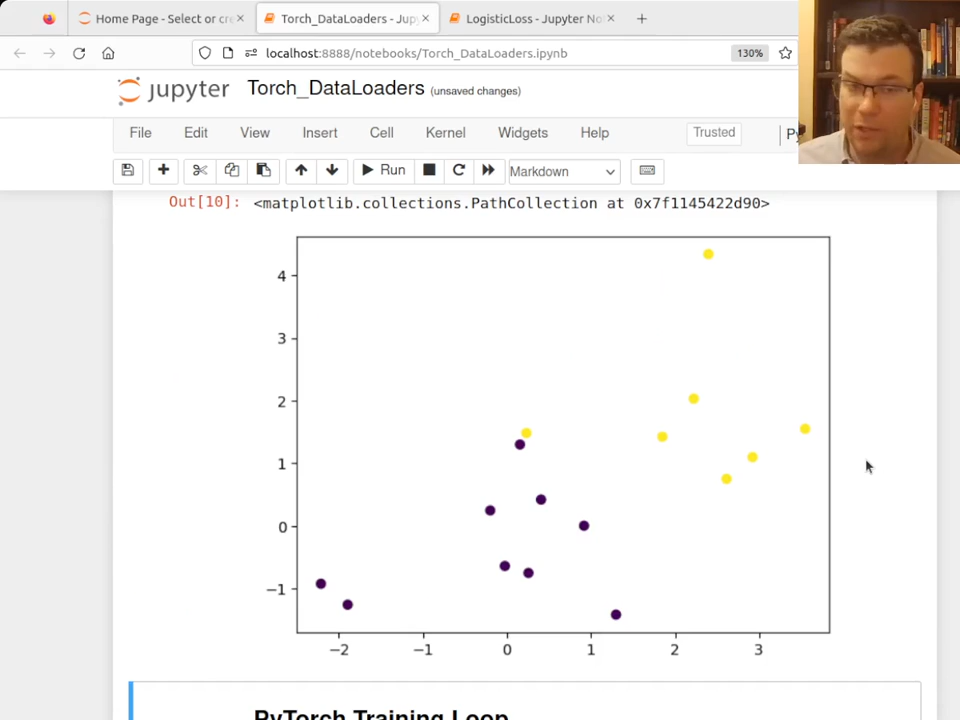 Home Page - Select or cre
Torch_DataLoaders - Jup
LogisticLoss - Jupyter No
localhost:8888/notebooks/Torch_DataLoaders.ipynb
130%
jupyter Torch_DataLoaders (unsaved changes)
File Edit View Insert Cell Kernel Widgets Help Trusted Py
Run Markdown
Out[10]: <matplotlib.collections.PathCollection at 0x7f1145422d90>
4
3
2
1
0
−1
−2 −1 0 1 2 3
PyTorch Training Loop